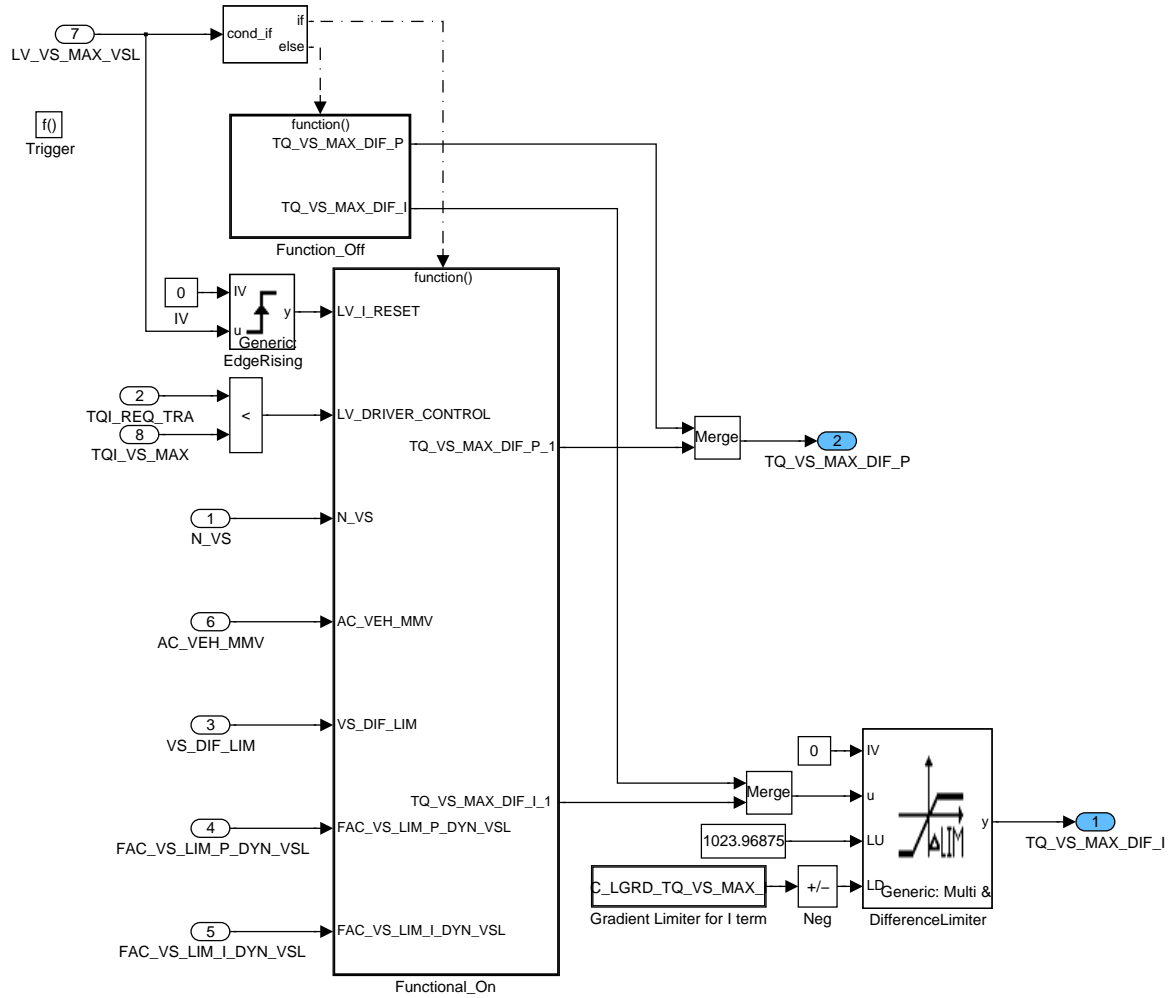 7
LV_VS_MAX_VSL
cond_if
if
else
f()
Trigger
function()
TQ_VS_MAX_DIF_P
TQ_VS_MAX_DIF_I
Function_Off
function()
0
IV
IV
u
y
Generic:
EdgeRising
LV_I_RESET
2
TQI_REQ_TRA
8
TQI_VS_MAX
<
LV_DRIVER_CONTROL
TQ_VS_MAX_DIF_P_1
Merge
2
TQ_VS_MAX_DIF_P
1
N_VS
N_VS
6
AC_VEH_MMV
AC_VEH_MMV
3
VS_DIF_LIM
VS_DIF_LIM
TQ_VS_MAX_DIF_I_1
Merge
0
IV
u
LU
LD
y
ΔLIM
Generic: Multi &
DifferenceLimiter
1
TQ_VS_MAX_DIF_I
1023.96875
C_LGRD_TQ_VS_MAX_
Gradient Limiter for I term
+/−
Neg
4
FAC_VS_LIM_P_DYN_VSL
FAC_VS_LIM_P_DYN_VSL
5
FAC_VS_LIM_I_DYN_VSL
FAC_VS_LIM_I_DYN_VSL
Functional_On